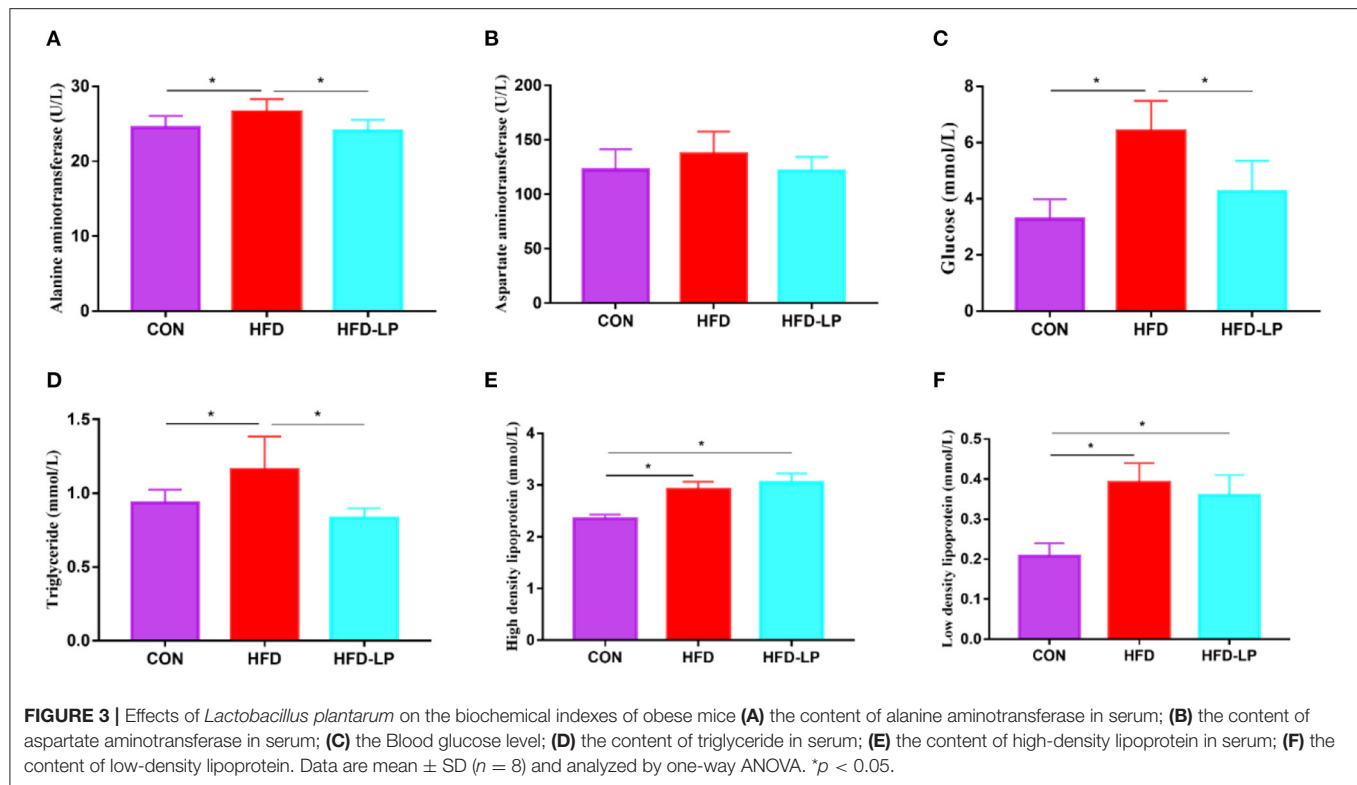 A
B
C
Alanine aminotransferase (U/L)
30
20
10
0
*
*
CON
HFD
HFD-LP
Aspartate aminotransferase (U/L)
200
150
100
50
0
CON
HFD
HFD-LP
Glucose (mmol/L)
8
6
4
2
0
*
*
CON
HFD
HFD-LP
D
E
F
Triglyceride (mmol/L)
1.5
1.0
0.5
0.0
*
*
CON
HFD
HFD-LP
High density lipoprotein (mmol/L)
4
3
2
1
0
*
*
CON
HFD
HFD-LP
Low density lipoprotein (mmol/L)
0.5
0.4
0.3
0.2
0.1
0.0
*
*
CON
HFD
HFD-LP
FIGURE 3 | Effects of Lactobacillus plantarum on the biochemical indexes of obese mice (A) the content of alanine aminotransferase in serum; (B) the content of
aspartate aminotransferase in serum; (C) the Blood glucose level; (D) the content of triglyceride in serum; (E) the content of high-density lipoprotein in serum; (F) the
content of low-density lipoprotein. Data are mean ± SD (n = 8) and analyzed by one-way ANOVA. *p < 0.05.